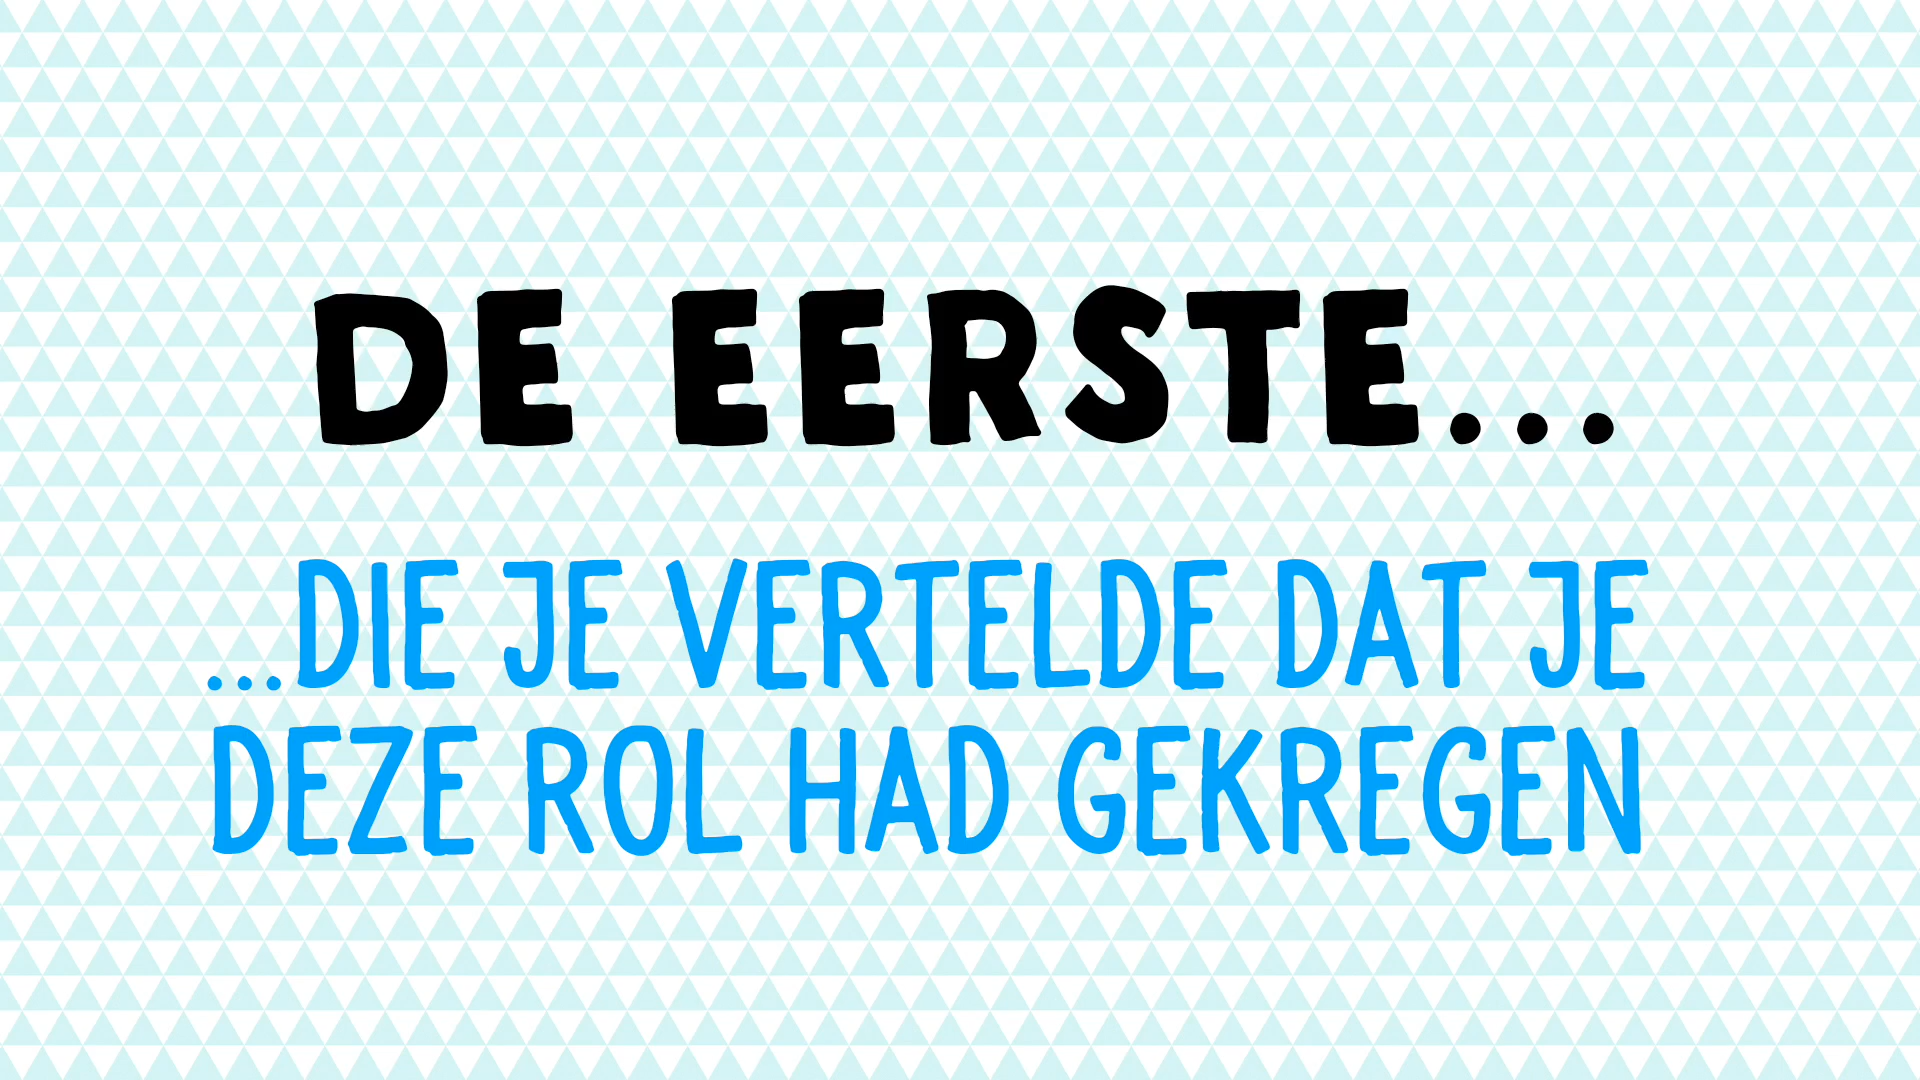 DE EERSTE...
...DIE JE VERTELDE DAT JE
DEZE ROL HAD GEKREGEN